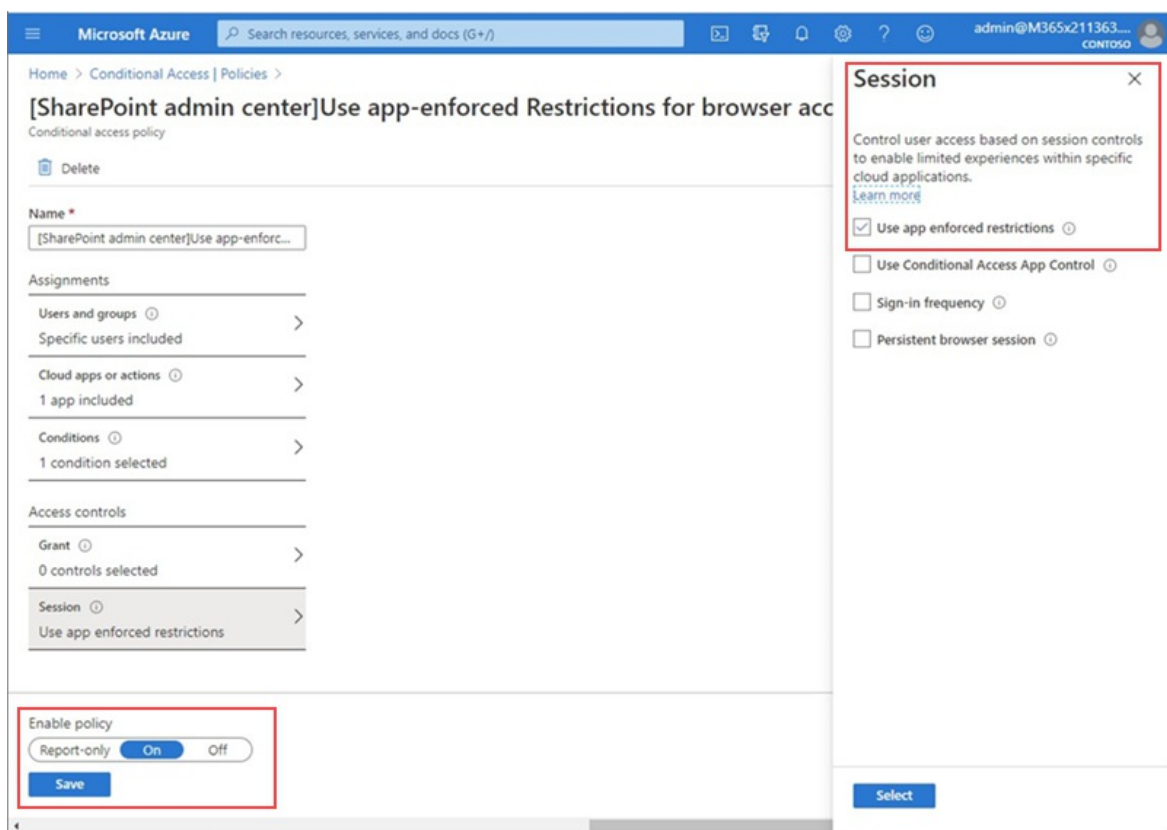 Microsoft Azure
Search resources, services, and docs (G+/)
admin@M365x211363....
CONTOSO
Home > Conditional Access | Policies >
[SharePoint admin center]Use app-enforced Restrictions for browser acc
Conditional access policy
Delete
Name *
[SharePoint admin center]Use app-enforc...
Assignments
Users and groups
Specific users included
Cloud apps or actions
1 app included
Conditions
1 condition selected
Access controls
Grant
0 controls selected
Session
Use app enforced restrictions
Enable policy
Report-only On Off
Save
Session
Control user access based on session controls
to enable limited experiences within specific
cloud applications.
Learn more
Use app enforced restrictions
Use Conditional Access App Control
Sign-in frequency
Persistent browser session
Select